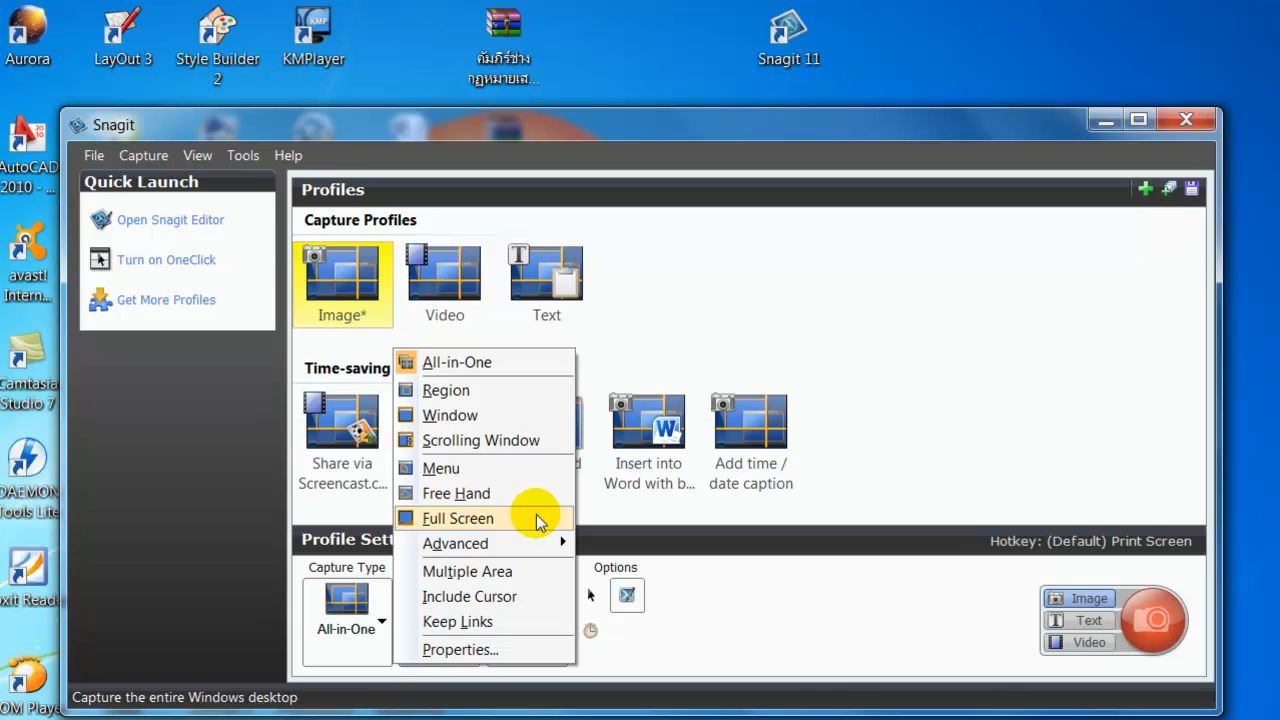 Aurora
LayOut 3
Style Builder
2
KMPlayer
คัมภีร์ช่าง
กฎหมายเส...
Snagit 11
AutoCAD
2010 - ...
avast!
Intern...
Camtasia
Studio 7
DAEMON
Tools Lite
oxit Read
OM Playe
Snagit
File Capture View Tools Help
Quick Launch
Open Snagit Editor
Turn on OneClick
Get More Profiles
Profiles
Capture Profiles
Image*
Video
Text
Time-saving
Share via
Screencast.c...
Insert into
Word with b...
Add time /
date caption
All-in-One
Region
Window
Scrolling Window
Menu
Free Hand
Full Screen
Advanced
Multiple Area
Include Cursor
Keep Links
Properties...
Profile Sett
Hotkey: (Default) Print Screen
Capture Type
All-in-One
Options
Image
Text
Video
Capture the entire Windows desktop